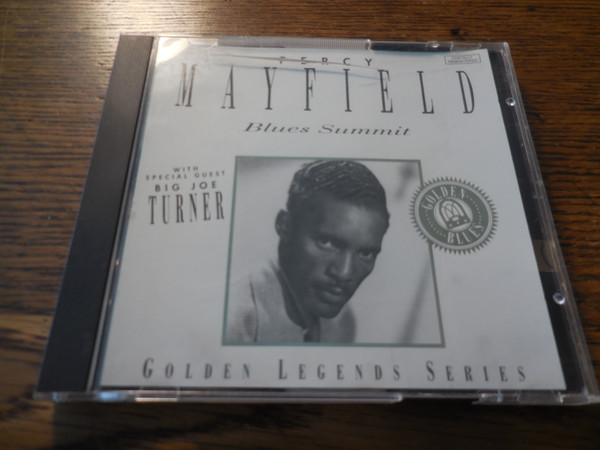 PERCY
MAYFIELD
Blues Summit
WITH
SPECIAL GUEST
BIG JOE
TURNER
GOLDEN
BLUES
GOLDEN LEGENDS SERIES